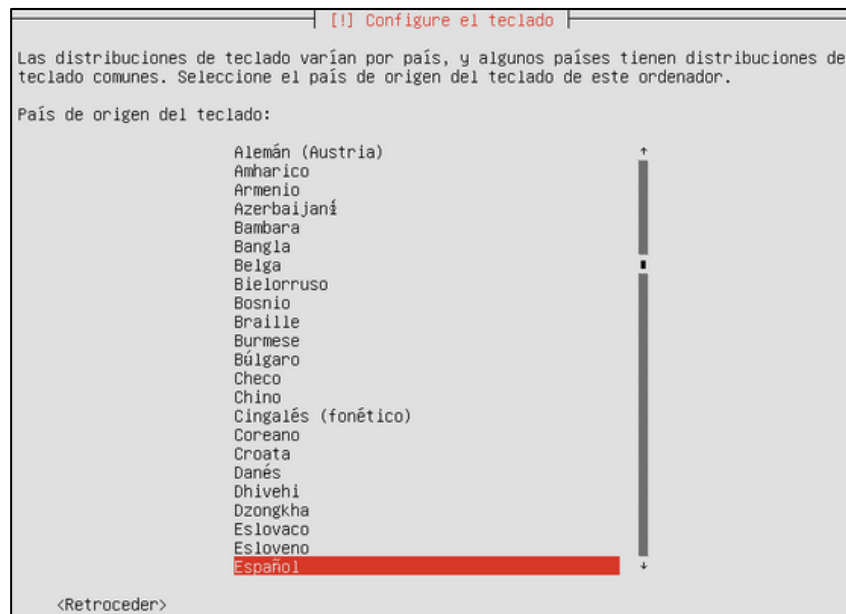 [!] Configure el teclado
Las distribuciones de teclado varían por país, y algunos países tienen distribuciones de
teclado comunes. Seleccione el país de origen del teclado de este ordenador.
País de origen del teclado:
Alemán (Austria)
Amharico
Armenio
Azerbaijaní
Bambara
Bangla
Belga
Bielorruso
Bosnio
Braille
Burmese
Búlgaro
Checo
Chino
Cingalés (fonético)
Coreano
Croata
Danés
Dhivehi
Dzongkha
Eslovaco
Esloveno
Español
<Retroceder>